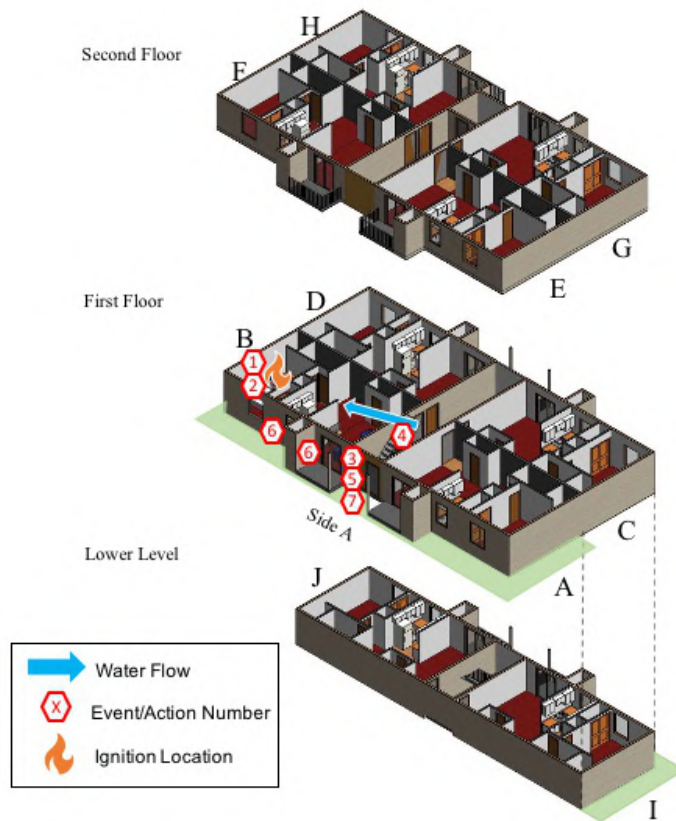 Second Floor
H
F
G
E
First Floor
D
B
1
2
6
6
4
3
5
7
Side A
C
A
Lower Level
J
I
Water Flow
X Event/Action Number
Ignition Location